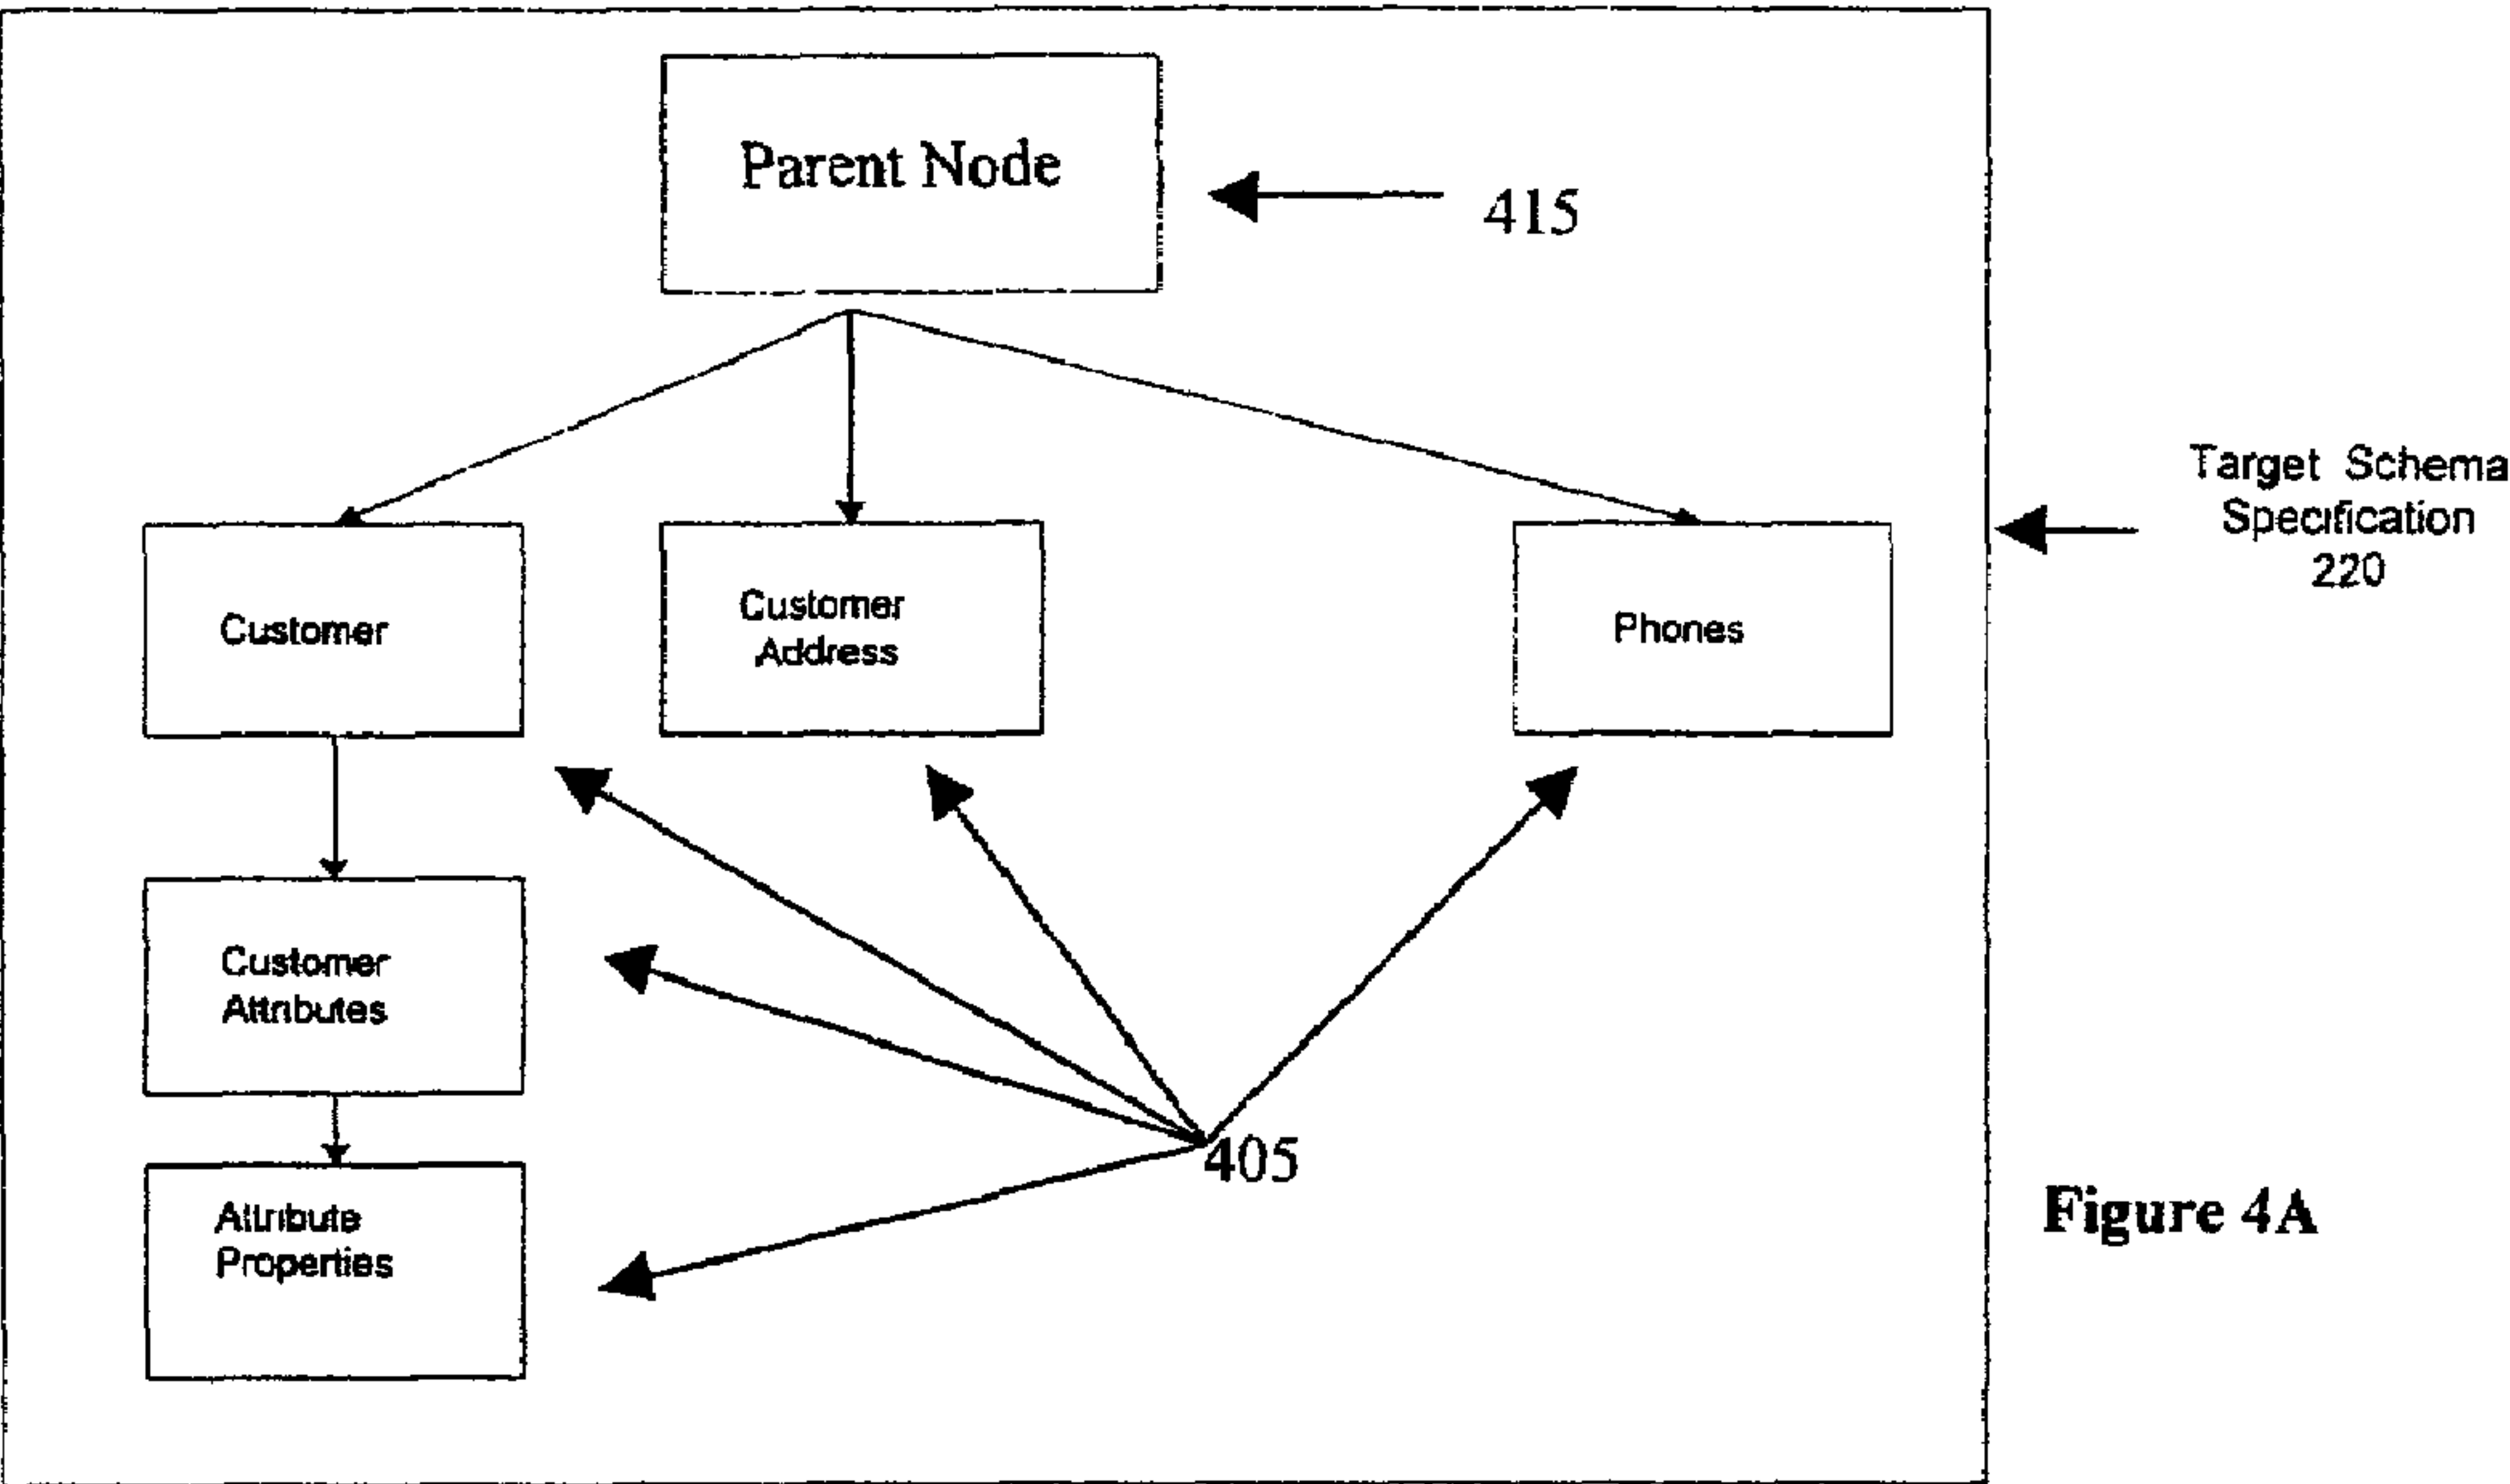 Parent Node
415
Target Schema
Specification
220
Customer
Customer
Address
Phones
Customer
Attributes
405
Attribute
Properties
Figure 4A